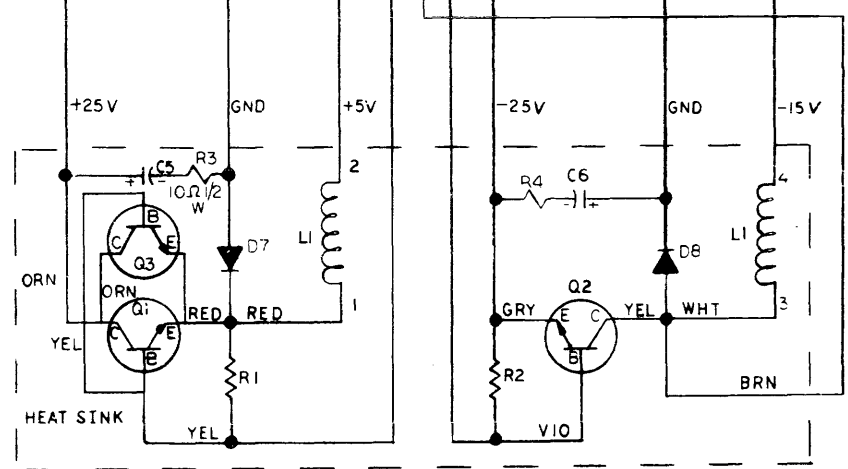 +25V GND +5V -25V GND -15V
C5 R3 2
+ -
10Ω 1/2
W
R4 C6
- +
4
B
C E
Q3
D7
L1
D8
L1
ORN
ORN
Q1
RED RED
1
Q2
GRY YEL WHT
3
C E
B
E C
B
YEL
R1
R2
BRN
HEAT SINK
YEL
VIO